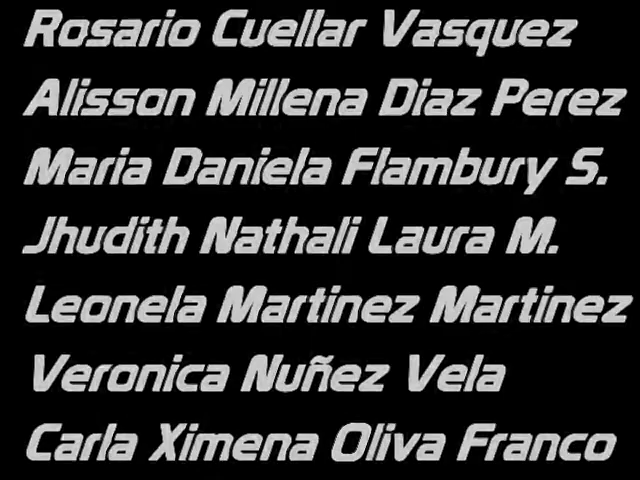 Rosario Cuellar Vasquez
Alisson Millena Diaz Perez
Maria Daniela Flambury S.
Jhudith Nathali Laura M.
Leonela Martinez Martinez
Veronica Nuñez Vela
Carla Ximena Oliva Franco